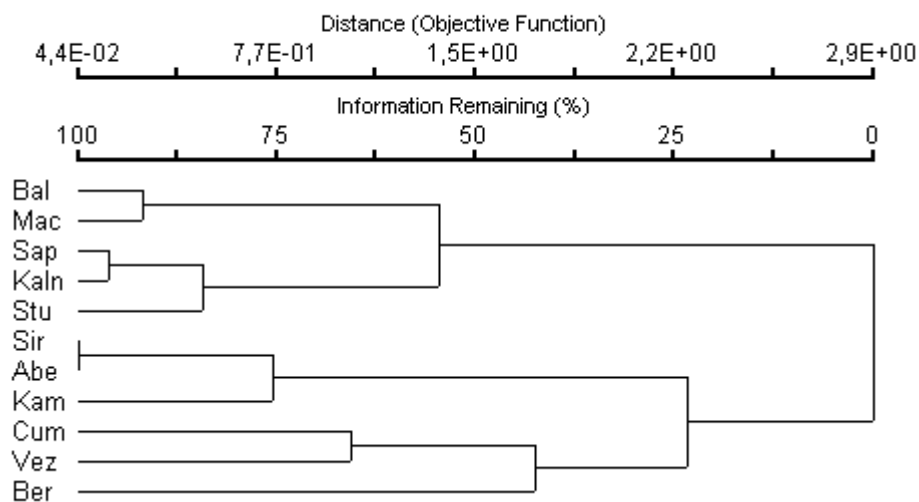 Distance (Objective Function)
4,4E-02 7,7E-01 1,5E+00 2,2E+00 2,9E+00
Information Remaining (%)
100 75 50 25 0
Bal
Mac
Sap
Kaln
Stu
Sir
Abe
Kam
Cum
Vez
Ber